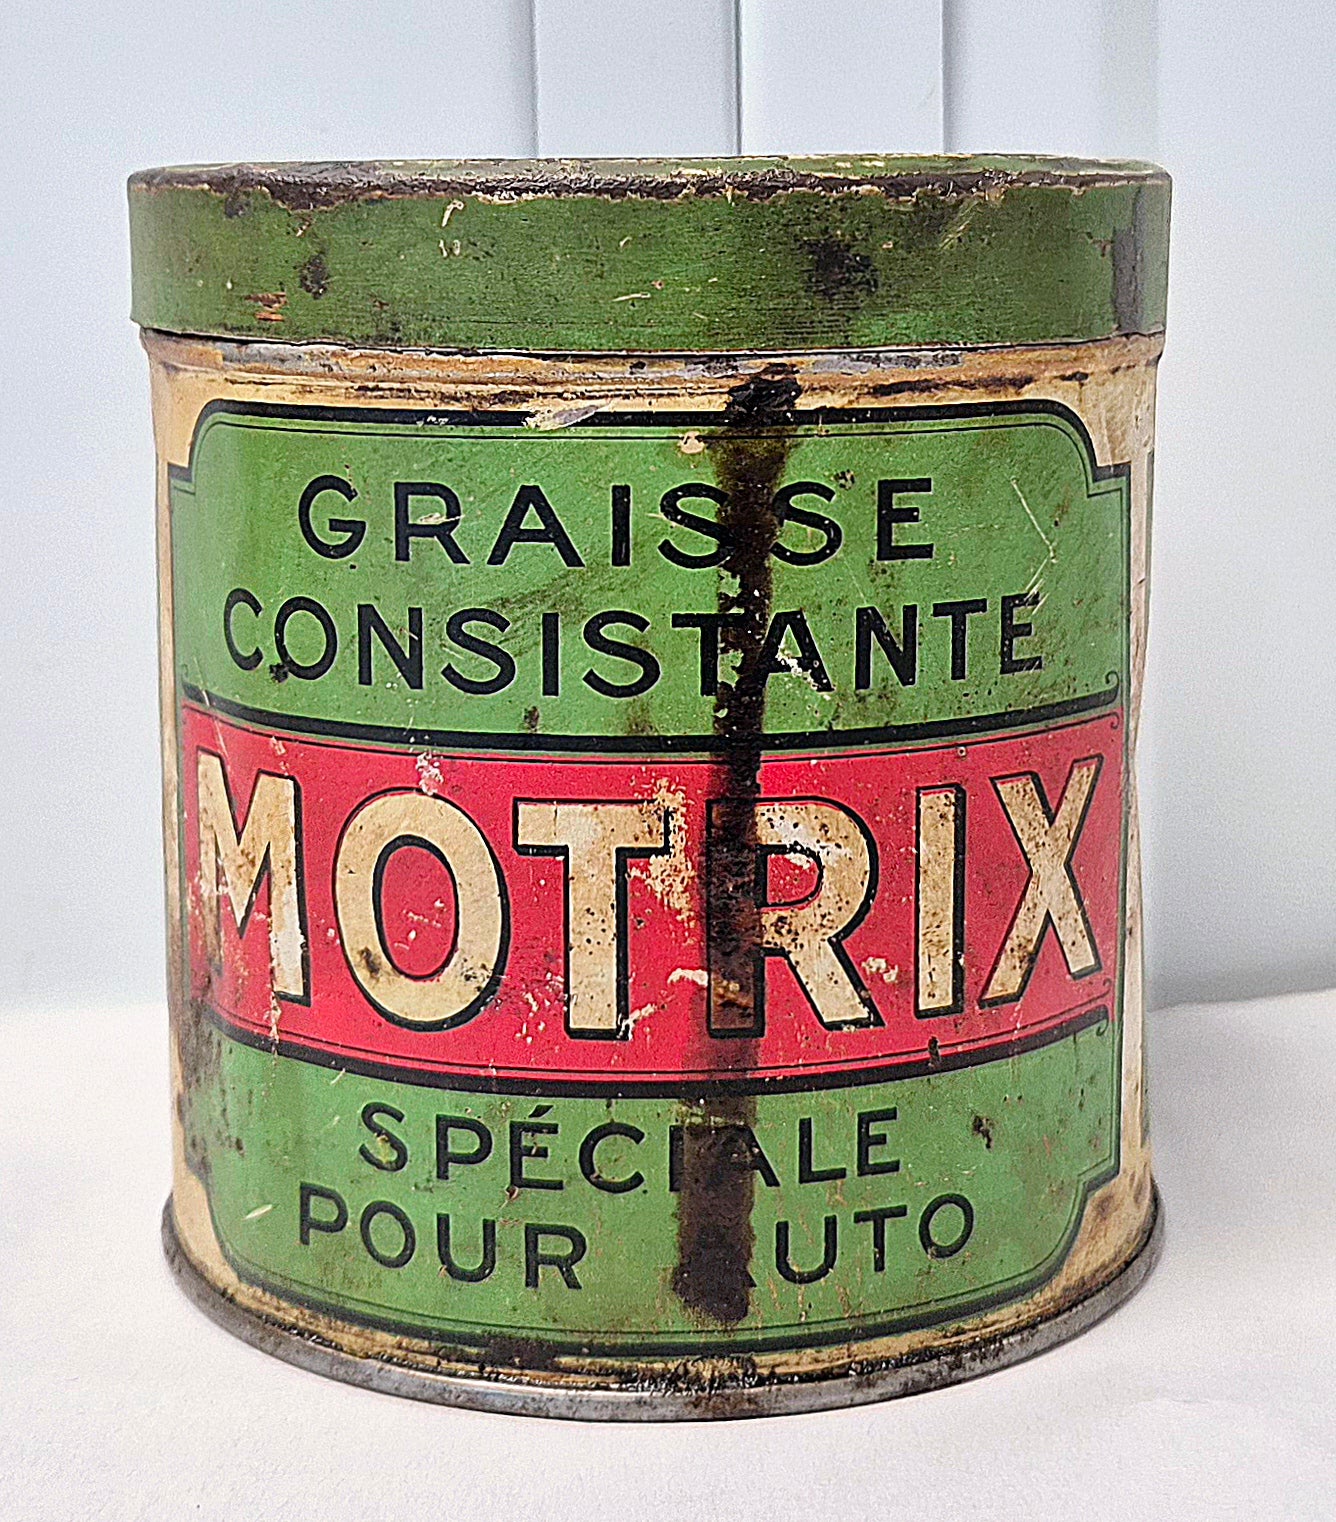 GRAISSE
CONSISTANTE
MOTRIX
SPÉCIALE
POUR AUTO